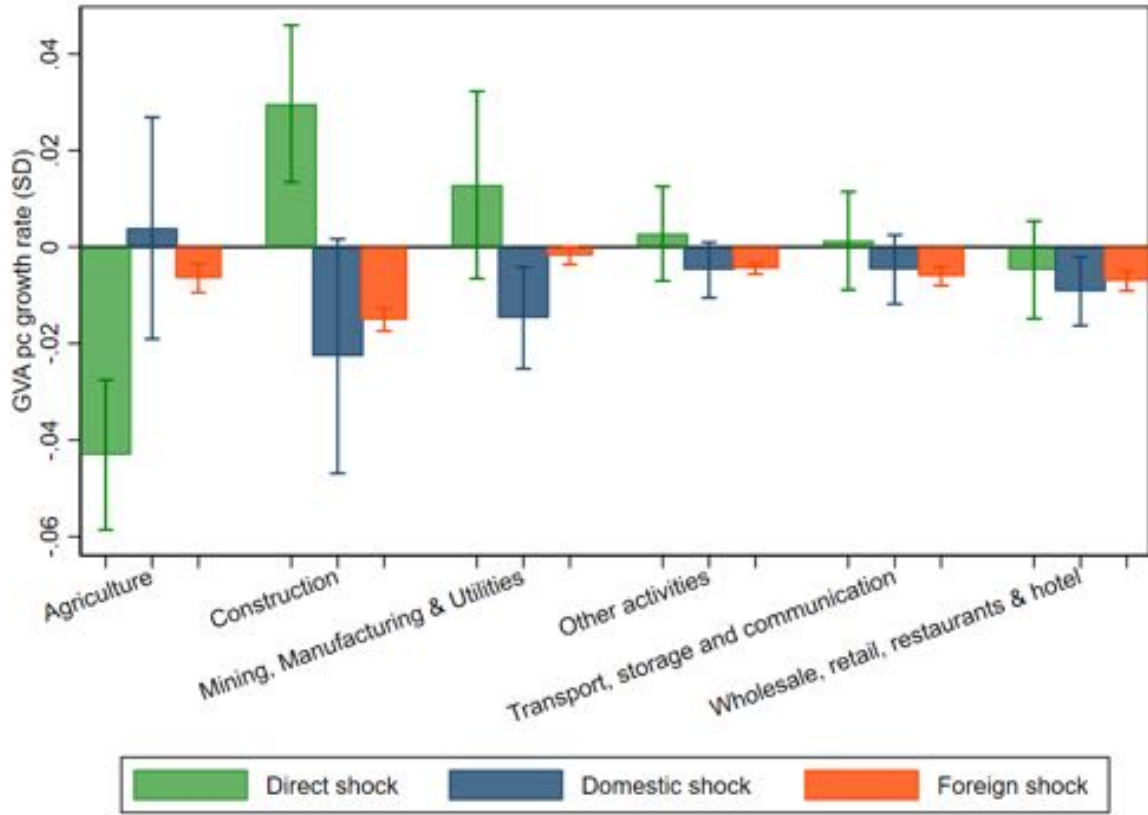 GVA pc growth rate (SD)
.04
.02
0
-.02
-.04
-.06
Agriculture
Construction
Mining, Manufacturing & Utilities
Other activities
Transport, storage and communication
Wholesale, retail, restaurants & hotel
Direct shock
Domestic shock
Foreign shock